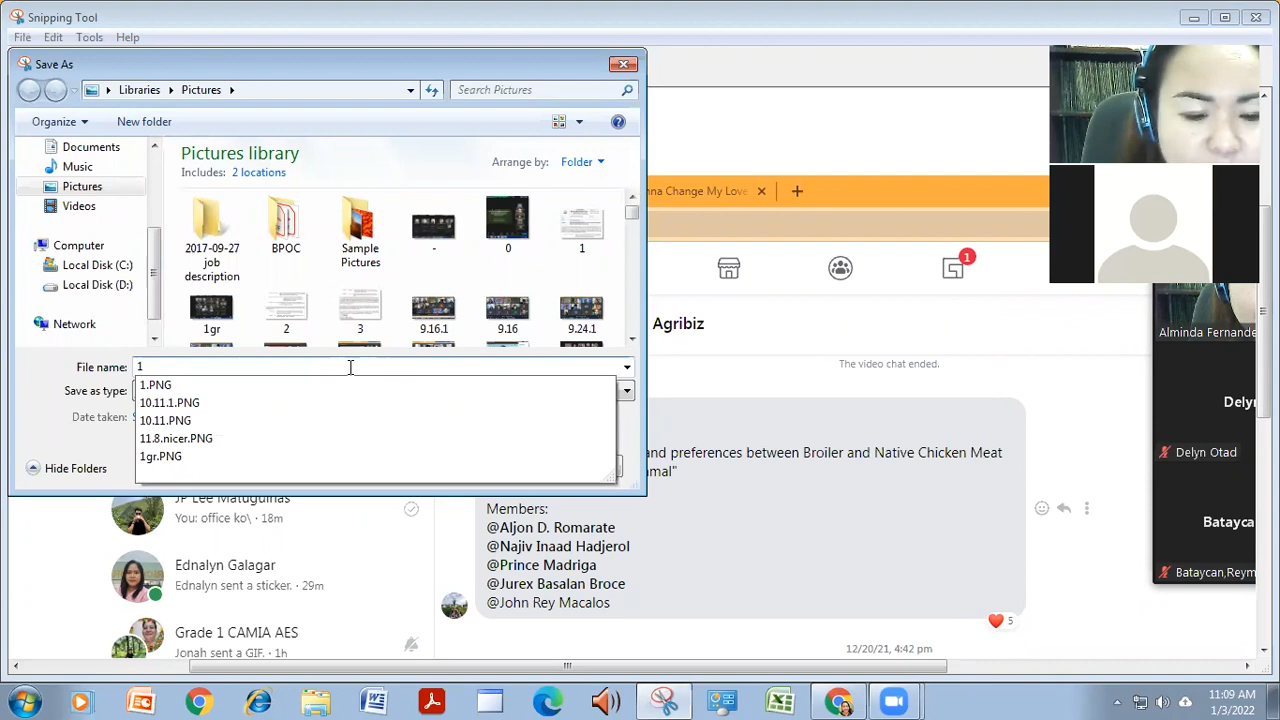 Snipping Tool
File Edit Tools Help
Save As
Libraries Pictures
Search Pictures
Organize New folder
Documents
Music
Pictures
Videos
Computer
Local Disk (C:)
Local Disk (D:)
Network
Pictures library
Includes: 2 locations
Arrange by: Folder
2017-09-27 job description
BPOC
Sample Pictures
-
0
1
1gr
2
3
9.16.1
9.16
9.24.1
File name: 1
1.PNG
10.11.1.PNG
10.11.PNG
11.8.nicer.PNG
1gr.PNG
Save as type:
Date taken:
Hide Folders
nna Change My Love
1
Agribiz
The video chat ended.
and preferences between Broiler and Native Chicken Meat
Members:
@Aljon D. Romarate
@Najiv Inaad Hadjerol
@Prince Madriga
@Jurex Basalan Broce
@John Rey Macalos
5
12/20/21, 4:42 pm
JP Lee Matuguinas
You: office ko\ · 18m
Ednalyn Galagar
Ednalyn sent a sticker. · 29m
Grade 1 CAMIA AES
Jonah sent a GIF. · 1h
Alminda Fernande
Delyn
Delyn Otad
Batayca
Bataycan,Reym
11:09 AM
1/3/2022